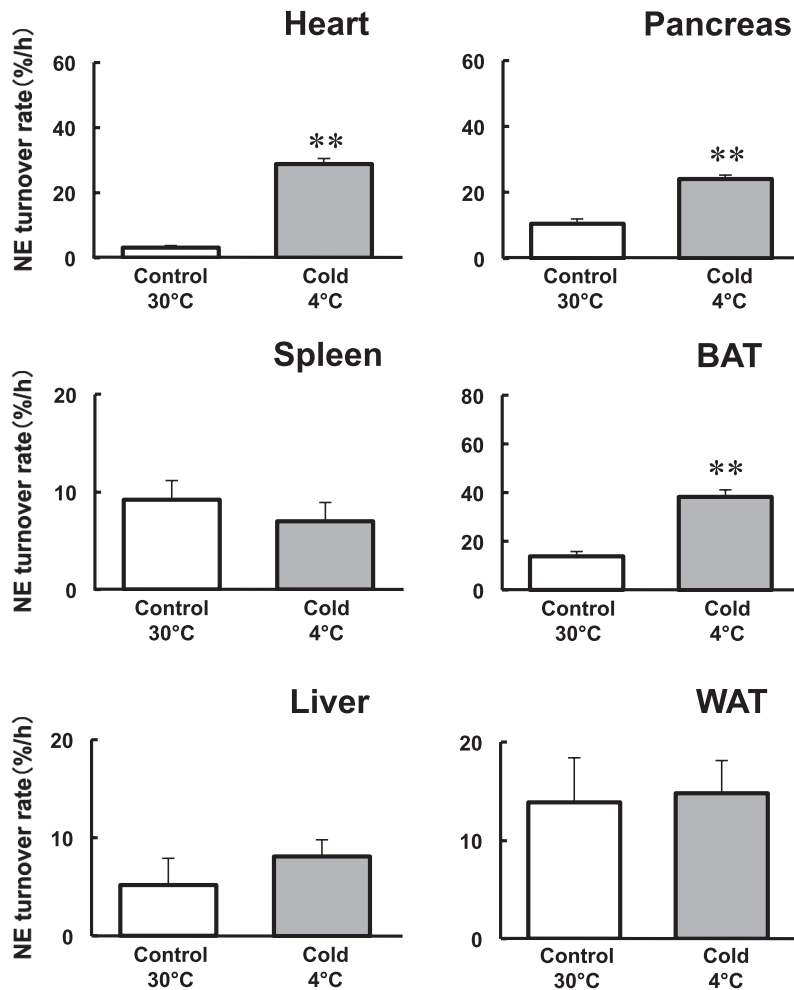 Heart
NE turnover rate(%/h)
60
40
20
0
**
Control
30°C
Cold
4°C
Pancreas
60
40
20
0
**
Control
30°C
Cold
4°C
Spleen
NE turnover rate(%/h)
20
10
0
Control
30°C
Cold
4°C
BAT
80
60
40
20
0
**
Control
30°C
Cold
4°C
Liver
NE turnover rate(%/h)
20
10
0
Control
30°C
Cold
4°C
WAT
20
10
0
Control
30°C
Cold
4°C